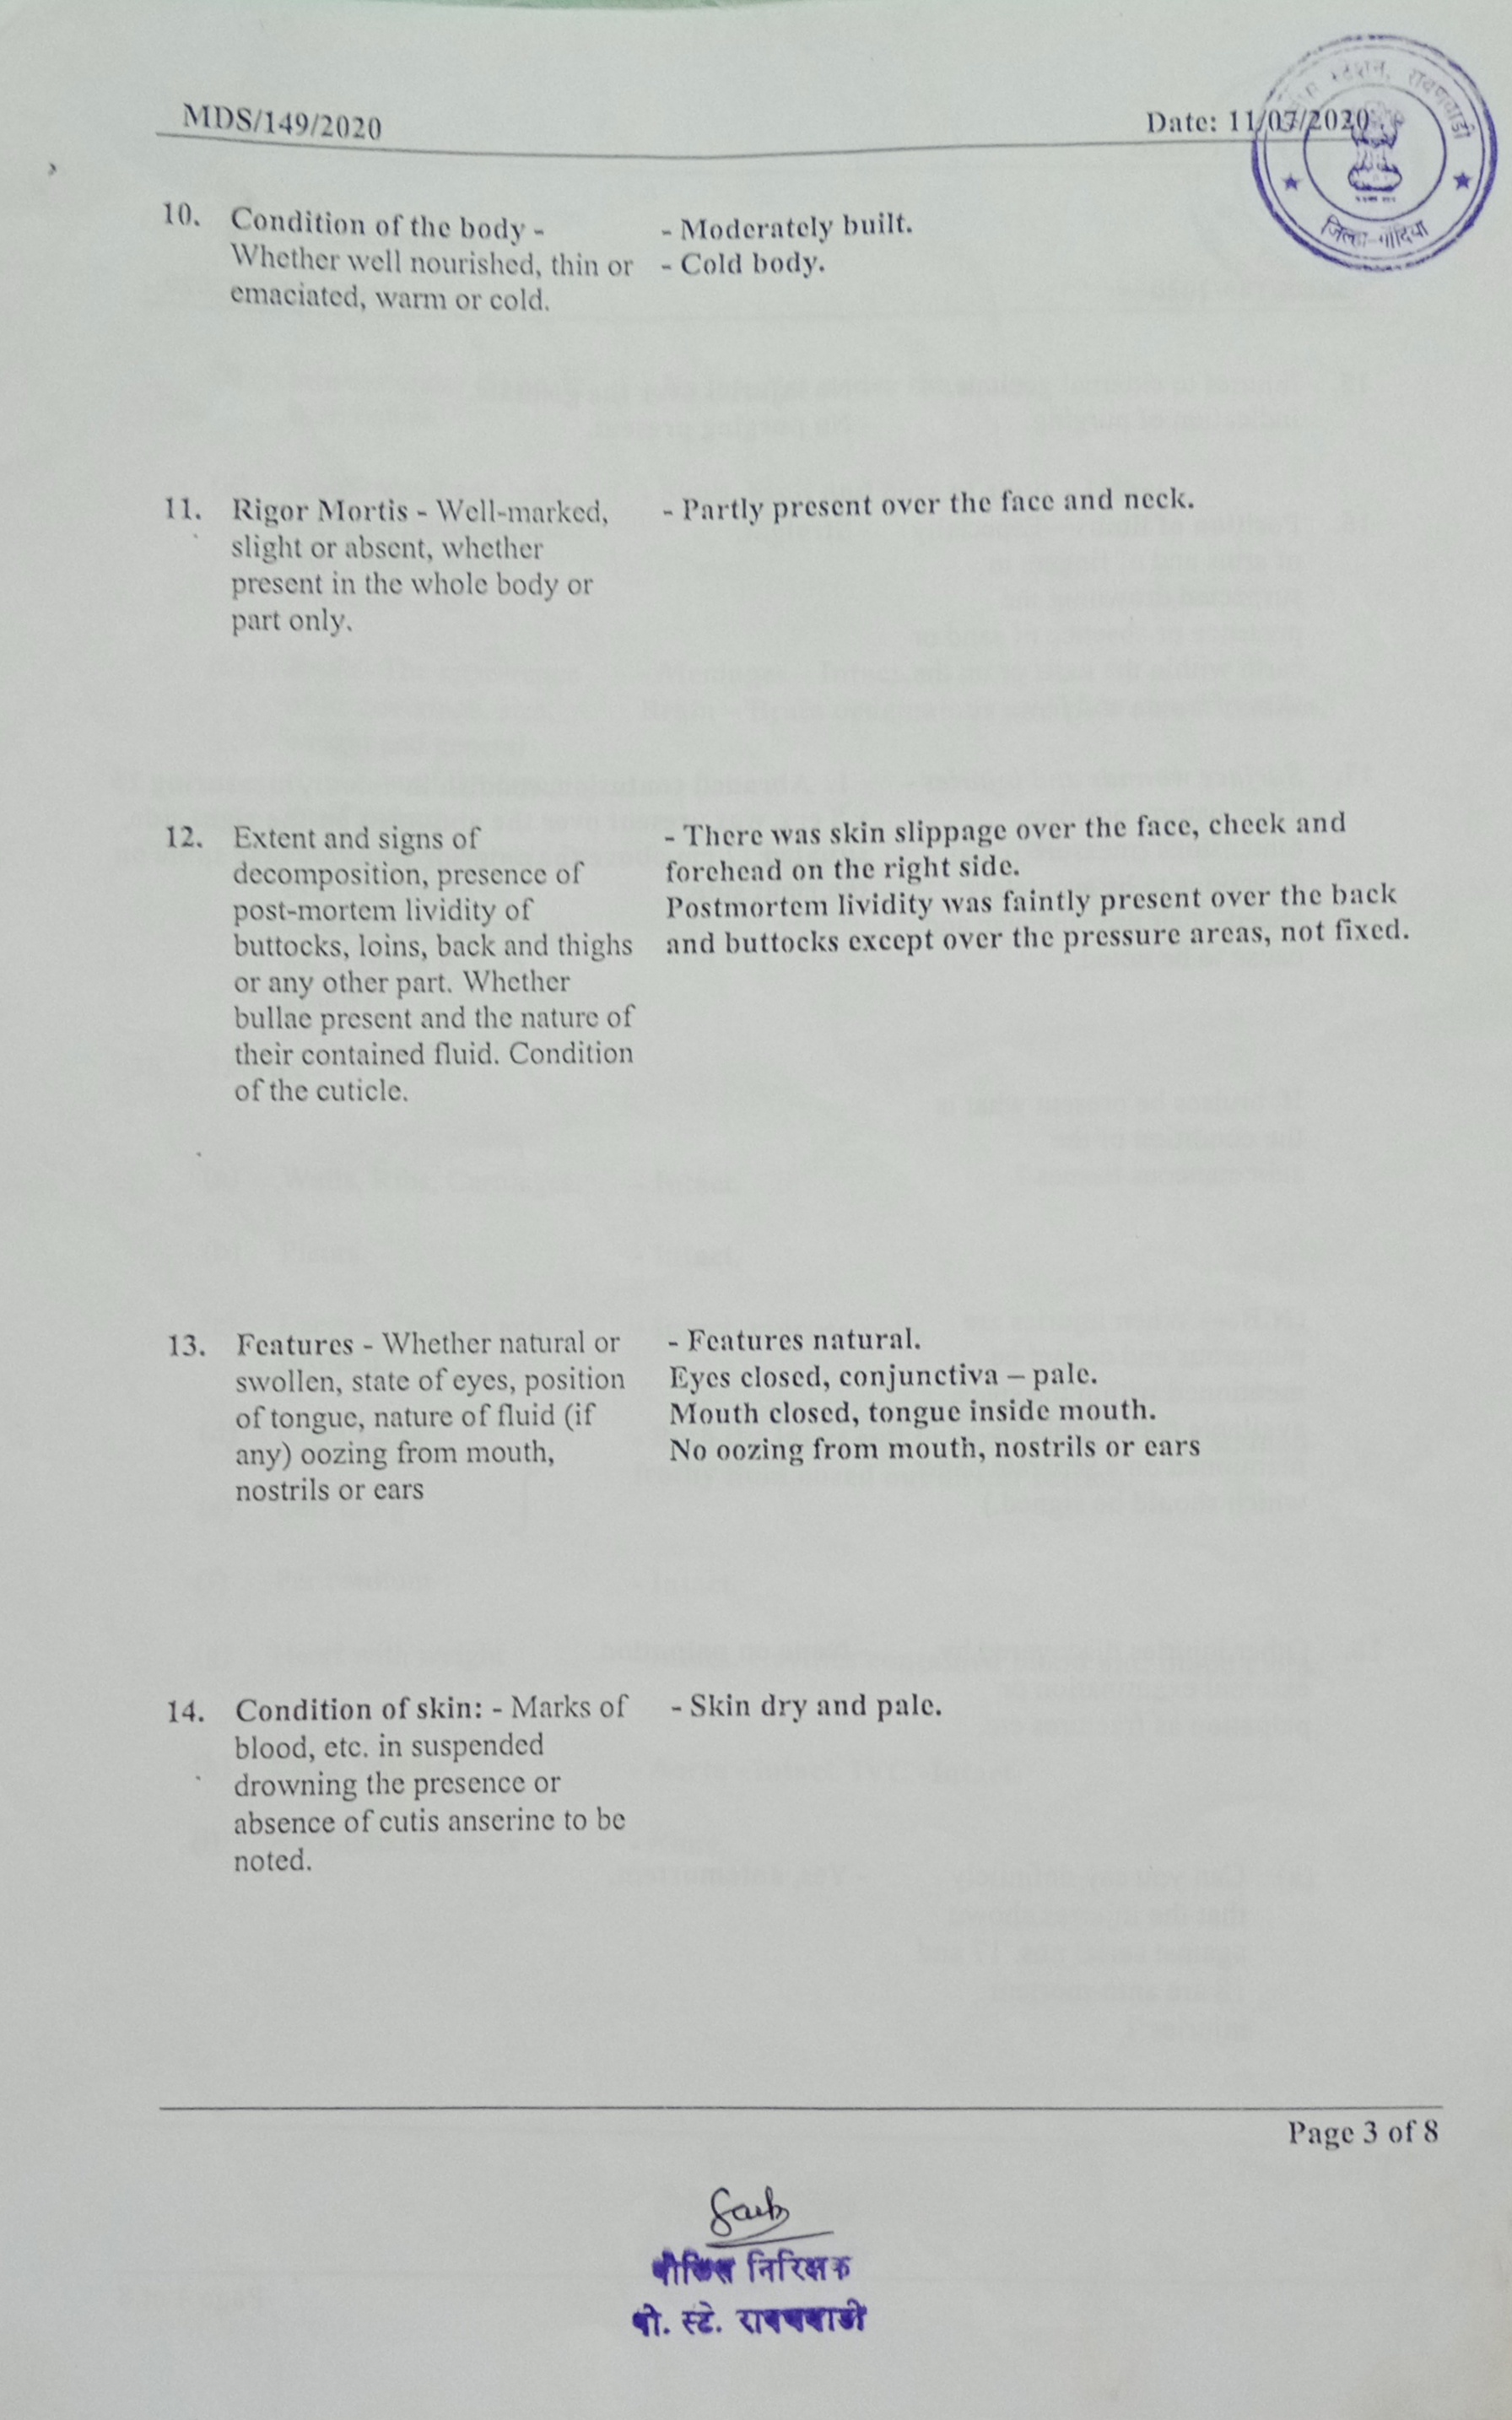 MDS/149/2020 Date: 11/07/2020
स्टेशन, रावणवाडी
जिल्हा-गोंदिया
10. Condition of the body - - Moderately built.
Whether well nourished, thin or - Cold body.
emaciated, warm or cold.
11. Rigor Mortis - Well-marked, - Partly present over the face and neck.
slight or absent, whether
present in the whole body or
part only.
12. Extent and signs of - There was skin slippage over the face, cheek and
decomposition, presence of forehead on the right side.
post-mortem lividity of Postmortem lividity was faintly present over the back
buttocks, loins, back and thighs and buttocks except over the pressure areas, not fixed.
or any other part. Whether
bullae present and the nature of
their contained fluid. Condition
of the cuticle.
13. Features - Whether natural or - Features natural.
swollen, state of eyes, position Eyes closed, conjunctiva – pale.
of tongue, nature of fluid (if Mouth closed, tongue inside mouth.
any) oozing from mouth, No oozing from mouth, nostrils or ears
nostrils or ears
14. Condition of skin: - Marks of - Skin dry and pale.
blood, etc. in suspended
drowning the presence or
absence of cutis anserine to be
noted.
Page 3 of 8
पोलिस निरिक्षक
पो. स्टे. रावणवाडी